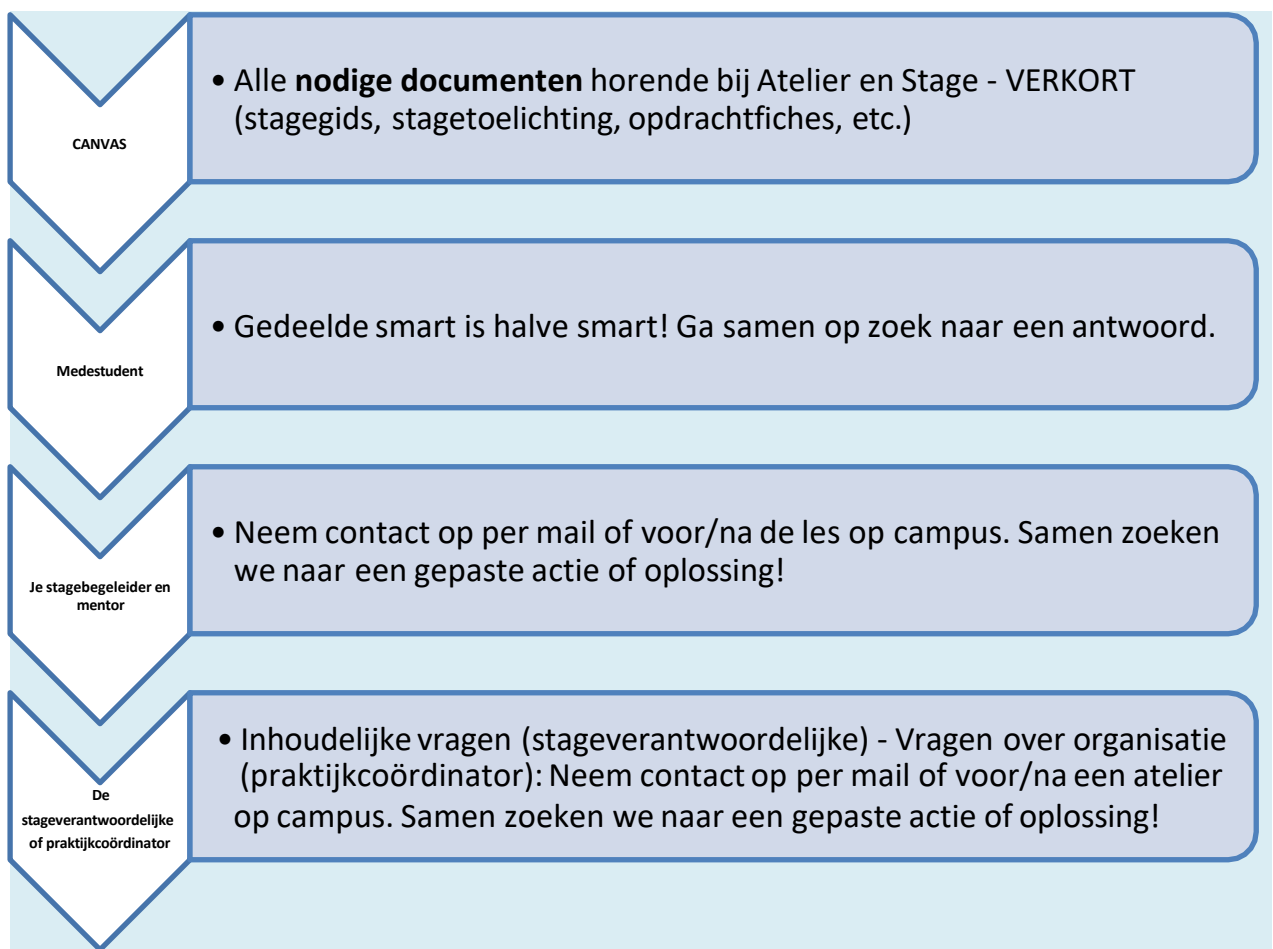 CANVAS
• Alle nodige documenten horende bij Atelier en Stage - VERKORT
(stagegids, stagetoelichting, opdrachtfiches, etc.)
Medestudent
• Gedeelde smart is halve smart! Ga samen op zoek naar een antwoord.
Je stagebegeleider en
mentor
• Neem contact op per mail of voor/na de les op campus. Samen zoeken
we naar een gepaste actie of oplossing!
De
stageverantwoordelijke
of praktijkcoördinator
• Inhoudelijke vragen (stageverantwoordelijke) - Vragen over organisatie
(praktijkcoördinator): Neem contact op per mail of voor/na een atelier
op campus. Samen zoeken we naar een gepaste actie of oplossing!